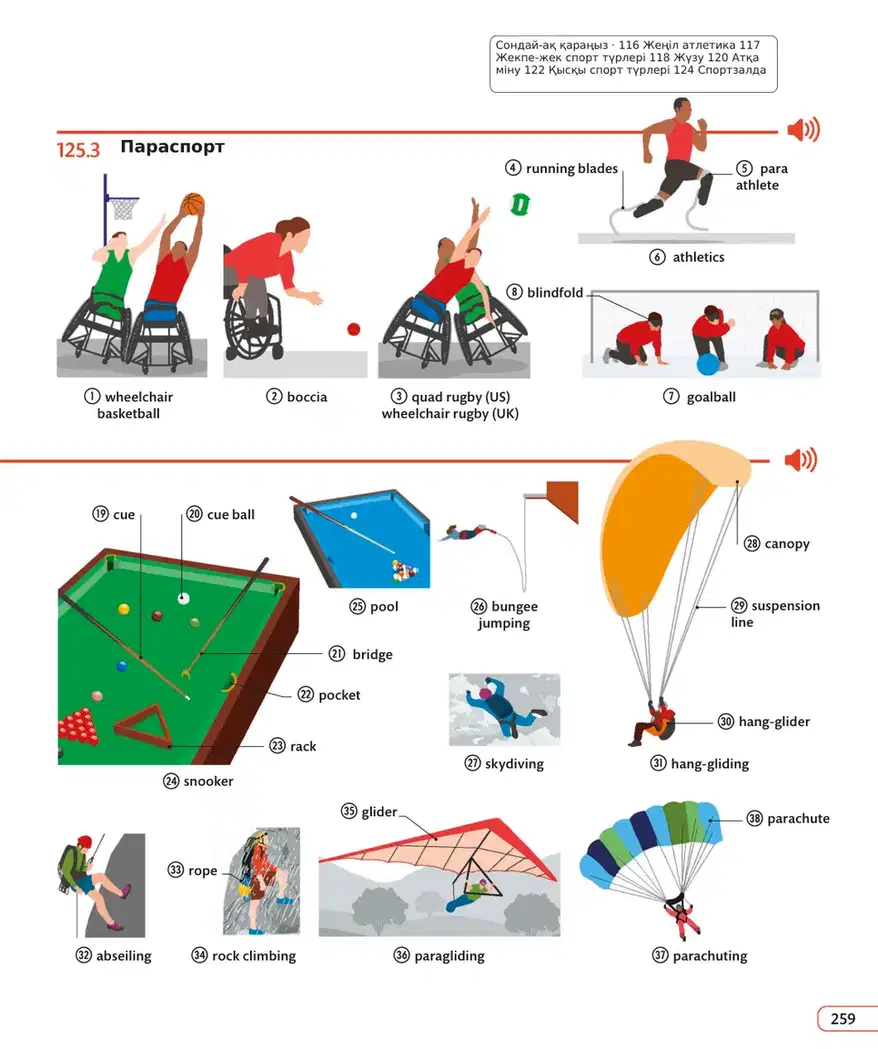 Сондай-ақ қараңыз · 116 Жеңіл атлетика 117
Жекпе-жек спорт түрлері 118 Жүзу 120 Атқа
міну 122 Қысқы спорт түрлері 124 Спортзалда
125.3 Параспорт
④ running blades
⑤ para
athlete
⑥ athletics
⑧ blindfold
① wheelchair
basketball
② boccia
③ quad rugby (US)
wheelchair rugby (UK)
⑦ goalball
⑲ cue
⑳ cue ball
㉘ canopy
㉕ pool
㉖ bungee
jumping
㉙ suspension
line
㉑ bridge
㉒ pocket
㉚ hang-glider
㉓ rack
㉗ skydiving
㉛ hang-gliding
㉔ snooker
㉟ glider
㊳ parachute
㉝ rope
㉜ abseiling
㉞ rock climbing
㊱ paragliding
㊲ parachuting
259